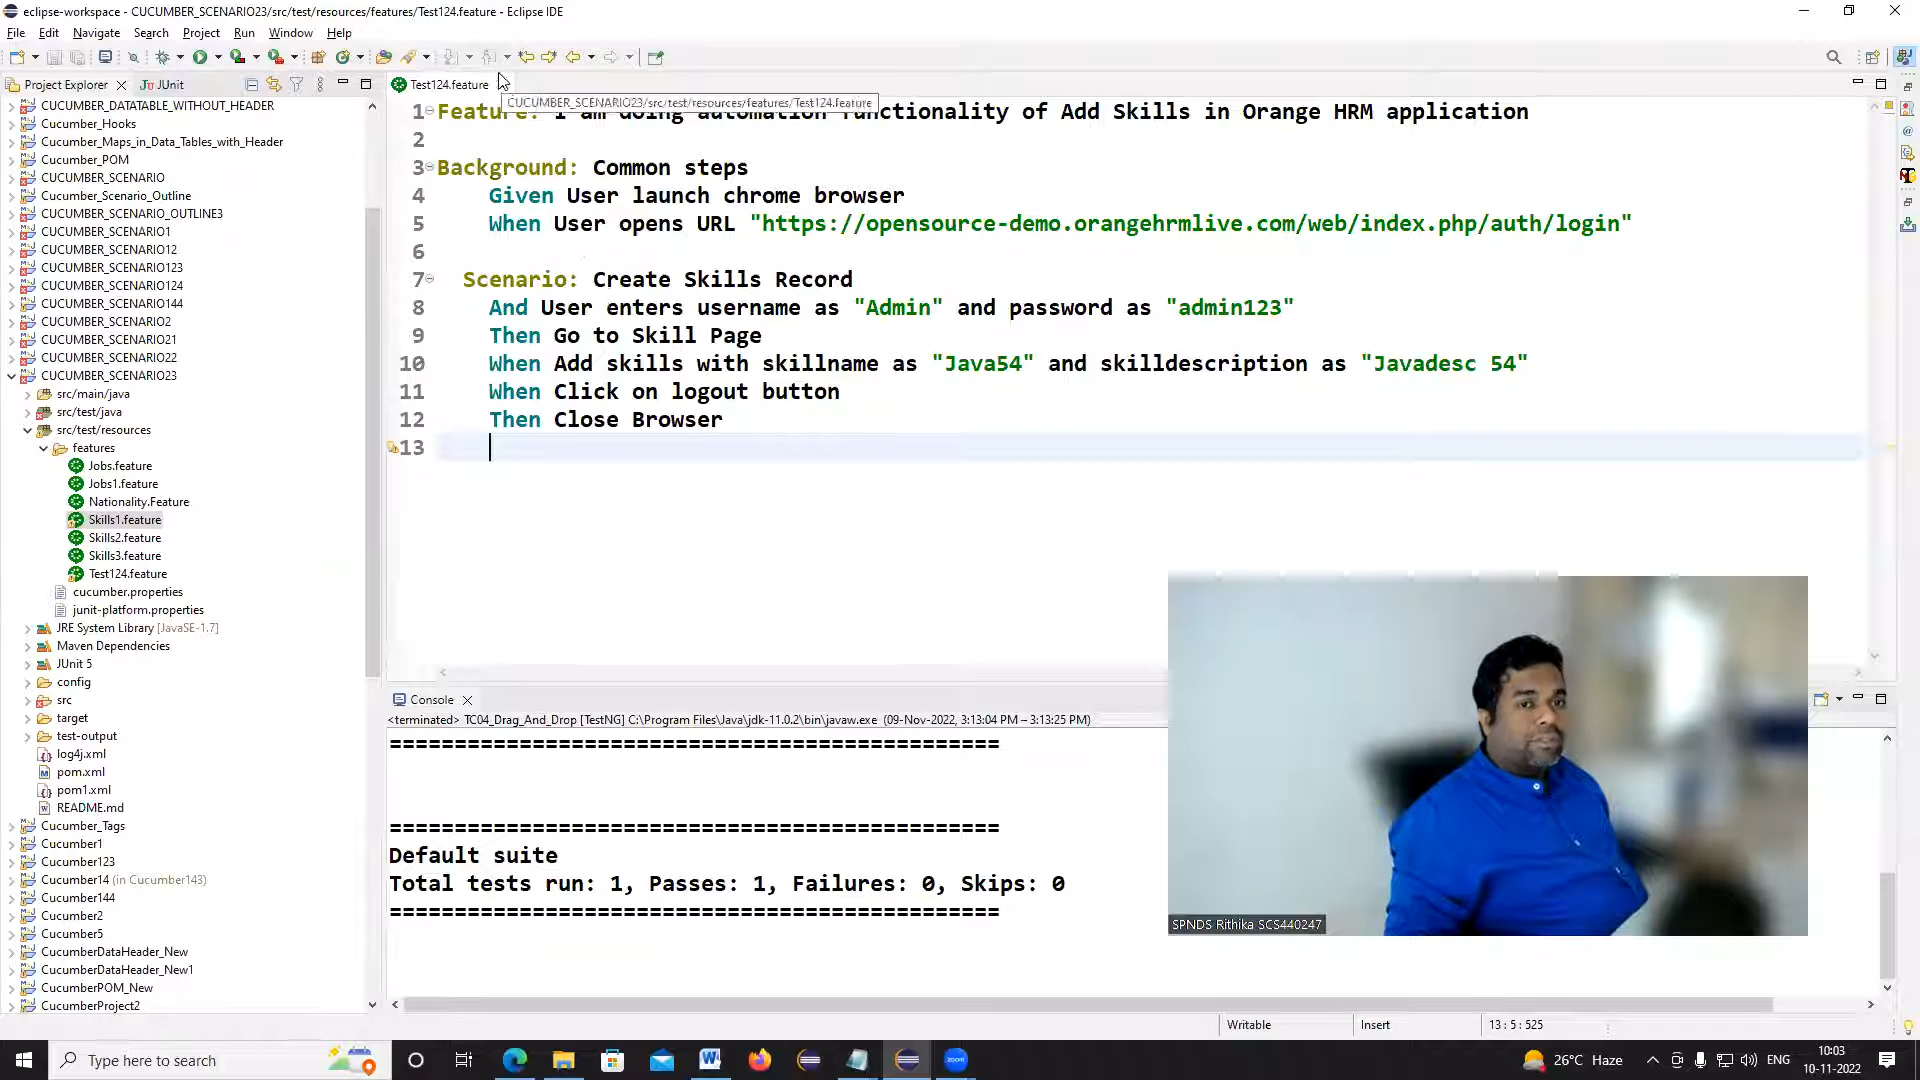 eclipse-workspace - CUCUMBER_SCENARIO23/src/test/resources/features/Test124.feature - Eclipse IDE
File Edit Navigate Search Project Run Window Help
Project Explorer JUnit
CUCUMBER_DATATABLE_WITHOUT_HEADER
Cucumber_Hooks
Cucumber_Maps_in_Data_Tables_with_Header
Cucumber_POM
CUCUMBER_SCENARIO
Cucumber_Scenario_Outline
CUCUMBER_SCENARIO_OUTLINE3
CUCUMBER_SCENARIO1
CUCUMBER_SCENARIO12
CUCUMBER_SCENARIO123
CUCUMBER_SCENARIO124
CUCUMBER_SCENARIO144
CUCUMBER_SCENARIO2
CUCUMBER_SCENARIO21
CUCUMBER_SCENARIO22
CUCUMBER_SCENARIO23
src/main/java
src/test/java
src/test/resources
features
Jobs.feature
Jobs1.feature
Nationality.Feature
Skills1.feature
Skills2.feature
Skills3.feature
Test124.feature
cucumber.properties
junit-platform.properties
JRE System Library [JavaSE-1.7]
Maven Dependencies
JUnit 5
config
src
target
test-output
log4j.xml
pom.xml
pom1.xml
README.md
Cucumber_Tags
Cucumber1
Cucumber123
Cucumber14 (in Cucumber143)
Cucumber144
Cucumber2
Cucumber5
CucumberDataHeader_New
CucumberDataHeader_New1
CucumberPOM_New
CucumberProject2
Test124.feature
CUCUMBER_SCENARIO23/src/test/resources/features/Test124.feature
1 Feature: I am doing automation functionality of Add Skills in Orange HRM application
2
3 Background: Common steps
4 Given User launch chrome browser
5 When User opens URL "https://opensource-demo.orangehrmlive.com/web/index.php/auth/login"
6
7 Scenario: Create Skills Record
8 And User enters username as "Admin" and password as "admin123"
9 Then Go to Skill Page
10 When Add skills with skillname as "Java54" and skilldescription as "Javadesc 54"
11 When Click on logout button
12 Then Close Browser
13
Console
<terminated> TC04_Drag_And_Drop [TestNG] C:\Program Files\Java\jdk-11.0.2\bin\javaw.exe (09-Nov-2022, 3:13:04 PM – 3:13:25 PM)
===============================================
===============================================
Default suite
Total tests run: 1, Passes: 1, Failures: 0, Skips: 0
===============================================
SPNDS Rithika SCS440247
Writable Insert 13 : 5 : 525
Type here to search
26°C Haze
ENG
10:03
10-11-2022